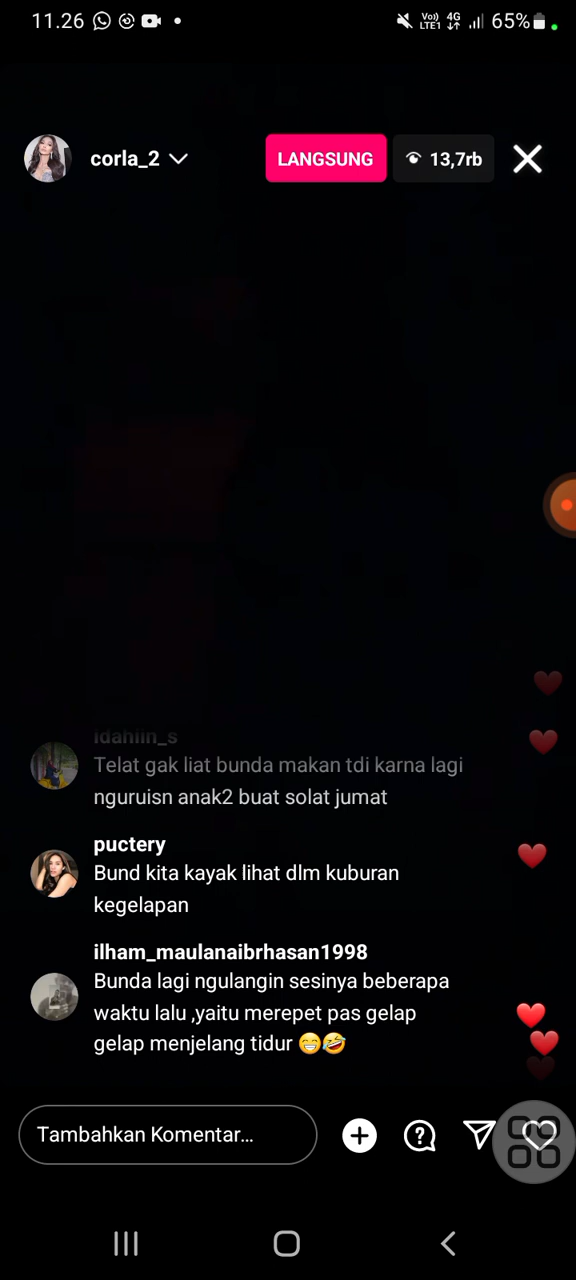 11.26
Vo))
LTE1
4G
65%
corla_2
LANGSUNG
13,7rb
idahlin_s
Telat gak liat bunda makan tdi karna lagi
nguruisn anak2 buat solat jumat
puctery
Bund kita kayak lihat dlm kuburan
kegelapan
ilham_maulanaibrhasan1998
Bunda lagi ngulangin sesinya beberapa
waktu lalu ,yaitu merepet pas gelap
gelap menjelang tidur 😁🤣
Tambahkan Komentar...